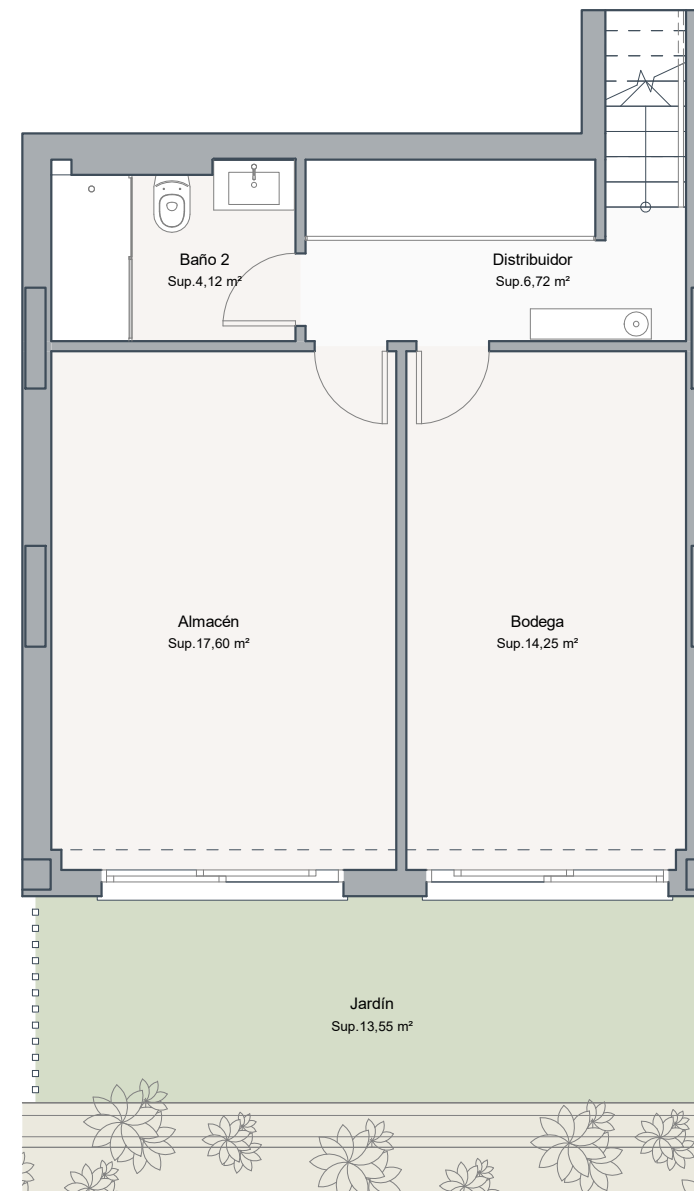 Baño 2
Sup.4,12 m²
Distribuidor
Sup.6,72 m²
Almacén
Sup.17,60 m²
Bodega
Sup.14,25 m²
Jardín
Sup.13,55 m²